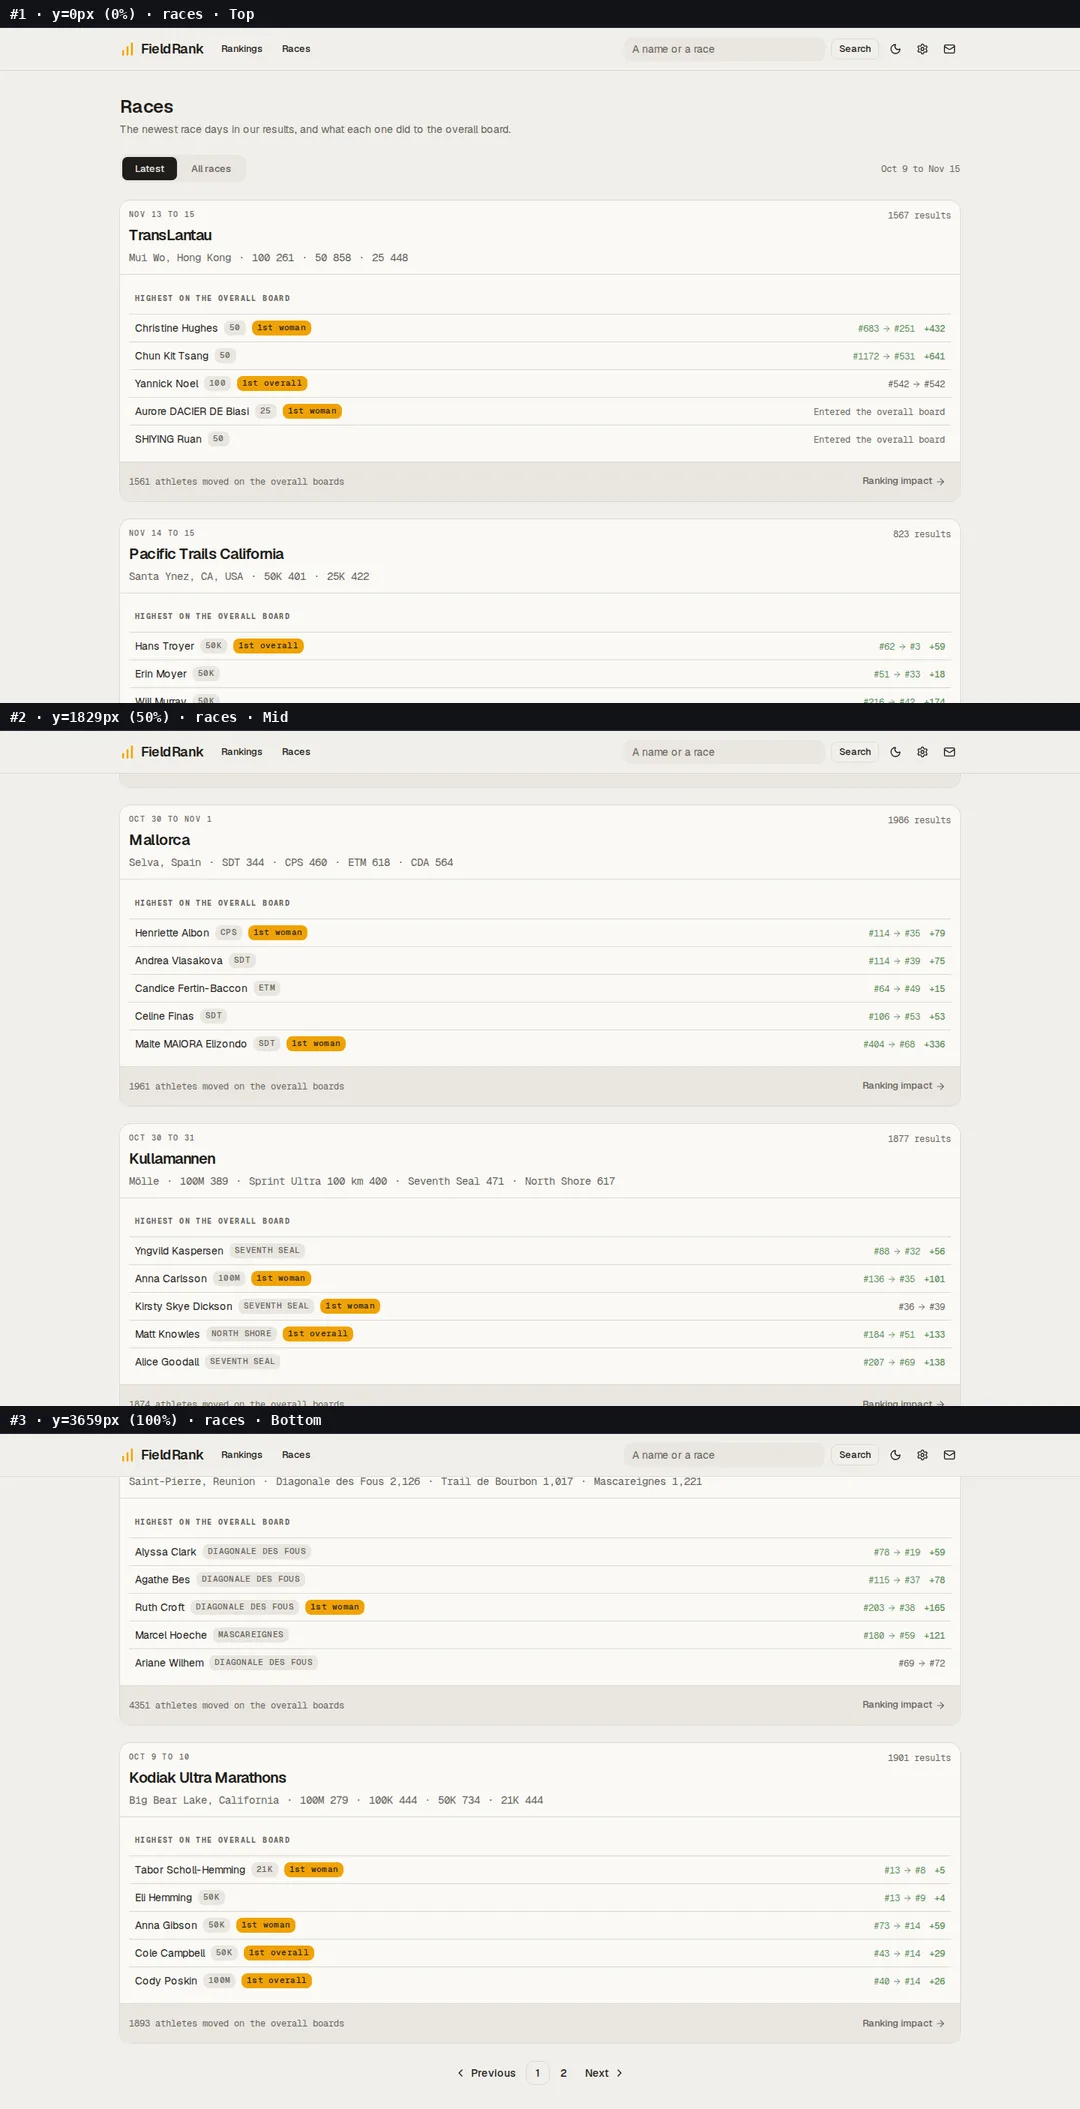 #1 · y=0px (0%) · races · Top
FieldRank Rankings Races A name or a race Search
Races
The newest race days in our results, and what each one did to the overall board.
Latest All races Oct 9 to Nov 15
NOV 13 TO 15 1567 results
TransLantau
Mui Wo, Hong Kong · 100 261 · 50 858 · 25 448
HIGHEST ON THE OVERALL BOARD
Christine Hughes 50 1st woman #683 → #251 +432
Chun Kit Tsang 50 #1172 → #531 +641
Yannick Noel 100 1st overall #542 → #542
Aurore DACIER DE Biasi 25 1st woman Entered the overall board
SHIYING Ruan 50 Entered the overall board
1561 athletes moved on the overall boards Ranking impact →
NOV 14 TO 15 823 results
Pacific Trails California
Santa Ynez, CA, USA · 50K 401 · 25K 422
HIGHEST ON THE OVERALL BOARD
Hans Troyer 50K 1st overall #62 → #3 +59
Erin Moyer 50K #51 → #33 +18
Will Murray 50K #216 → #42 +174
#2 · y=1829px (50%) · races · Mid
FieldRank Rankings Races A name or a race Search
OCT 30 TO NOV 1 1986 results
Mallorca
Selva, Spain · SDT 344 · CPS 460 · ETM 618 · CDA 564
HIGHEST ON THE OVERALL BOARD
Henriette Albon CPS 1st woman #114 → #35 +79
Andrea Vlasakova SDT #114 → #39 +75
Candice Fertin-Baccon ETM #64 → #49 +15
Celine Finas SDT #106 → #53 +53
Maite MAIORA Elizondo SDT 1st woman #404 → #68 +336
1961 athletes moved on the overall boards Ranking impact →
OCT 30 TO 31 1877 results
Kullamannen
Mölle · 100M 389 · Sprint Ultra 100 km 400 · Seventh Seal 471 · North Shore 617
HIGHEST ON THE OVERALL BOARD
Yngvild Kaspersen SEVENTH SEAL #88 → #32 +56
Anna Carlsson 100M 1st woman #136 → #35 +101
Kirsty Skye Dickson SEVENTH SEAL 1st woman #36 → #39
Matt Knowles NORTH SHORE 1st overall #184 → #51 +133
Alice Goodall SEVENTH SEAL #207 → #69 +138
1874 athletes moved on the overall boards Ranking impact →
#3 · y=3659px (100%) · races · Bottom
FieldRank Rankings Races A name or a race Search
Saint-Pierre, Reunion · Diagonale des Fous 2,126 · Trail de Bourbon 1,017 · Mascareignes 1,221
HIGHEST ON THE OVERALL BOARD
Alyssa Clark DIAGONALE DES FOUS #78 → #19 +59
Agathe Bes DIAGONALE DES FOUS #115 → #37 +78
Ruth Croft DIAGONALE DES FOUS 1st woman #203 → #38 +165
Marcel Hoeche MASCAREIGNES #180 → #59 +121
Ariane Wilhem DIAGONALE DES FOUS #69 → #72
4351 athletes moved on the overall boards Ranking impact →
OCT 9 TO 10 1901 results
Kodiak Ultra Marathons
Big Bear Lake, California · 100M 279 · 100K 444 · 50K 734 · 21K 444
HIGHEST ON THE OVERALL BOARD
Tabor Scholl-Hemming 21K 1st woman #13 → #8 +5
Eli Hemming 50K #13 → #9 +4
Anna Gibson 50K 1st woman #73 → #14 +59
Cole Campbell 50K 1st overall #43 → #14 +29
Cody Poskin 100M 1st overall #40 → #14 +26
1893 athletes moved on the overall boards Ranking impact →
Previous 1 2 Next